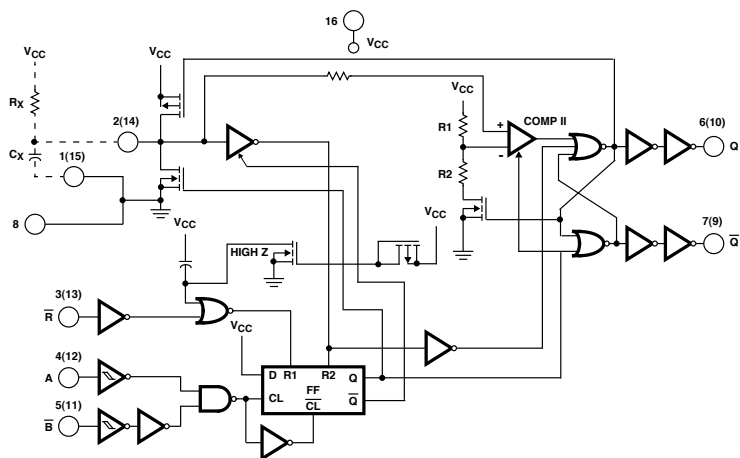 16
VCC
VCC
VCC
RX
2(14)
CX
1(15)
8
VCC
R1
R2
+
-
COMP II
6(10)
Q
7(9)
Q̅
VCC
HIGH Z
VCC
3(13)
R̅
VCC
4(12)
A
5(11)
B̅
D
R1
R2
Q
CL
FF
C̅L̅
Q̅